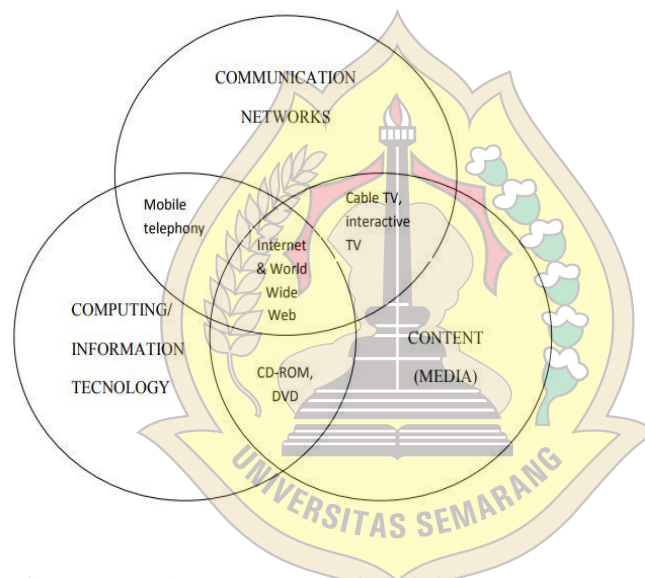 COMMUNICATION
NETWORKS
Mobile
telephony
Cable TV,
interactive
TV
Internet
& World
Wide
Web
COMPUTING/
INFORMATION
TECNOLOGY
CONTENT
(MEDIA)
CD-ROM,
DVD
UNIVERSITAS SEMARANG